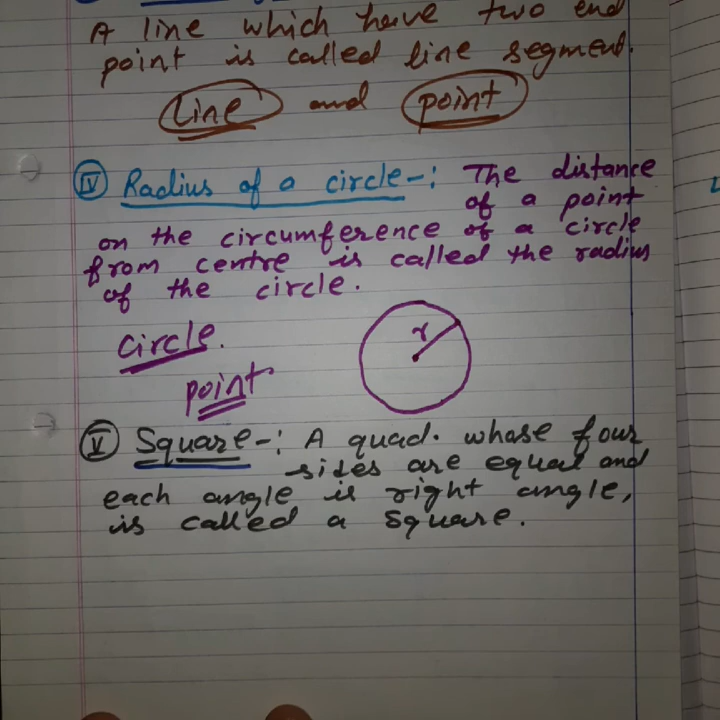 A line which have two end
point is called line segment.
line and point
IV Radius of a circle-: The distance
of a point
on the circumference of a circle
from centre is called the radius
of the circle.
circle.
r
point
V Square-: A quad. whose four
sides are equal and
each angle is right angle,
is called a square.